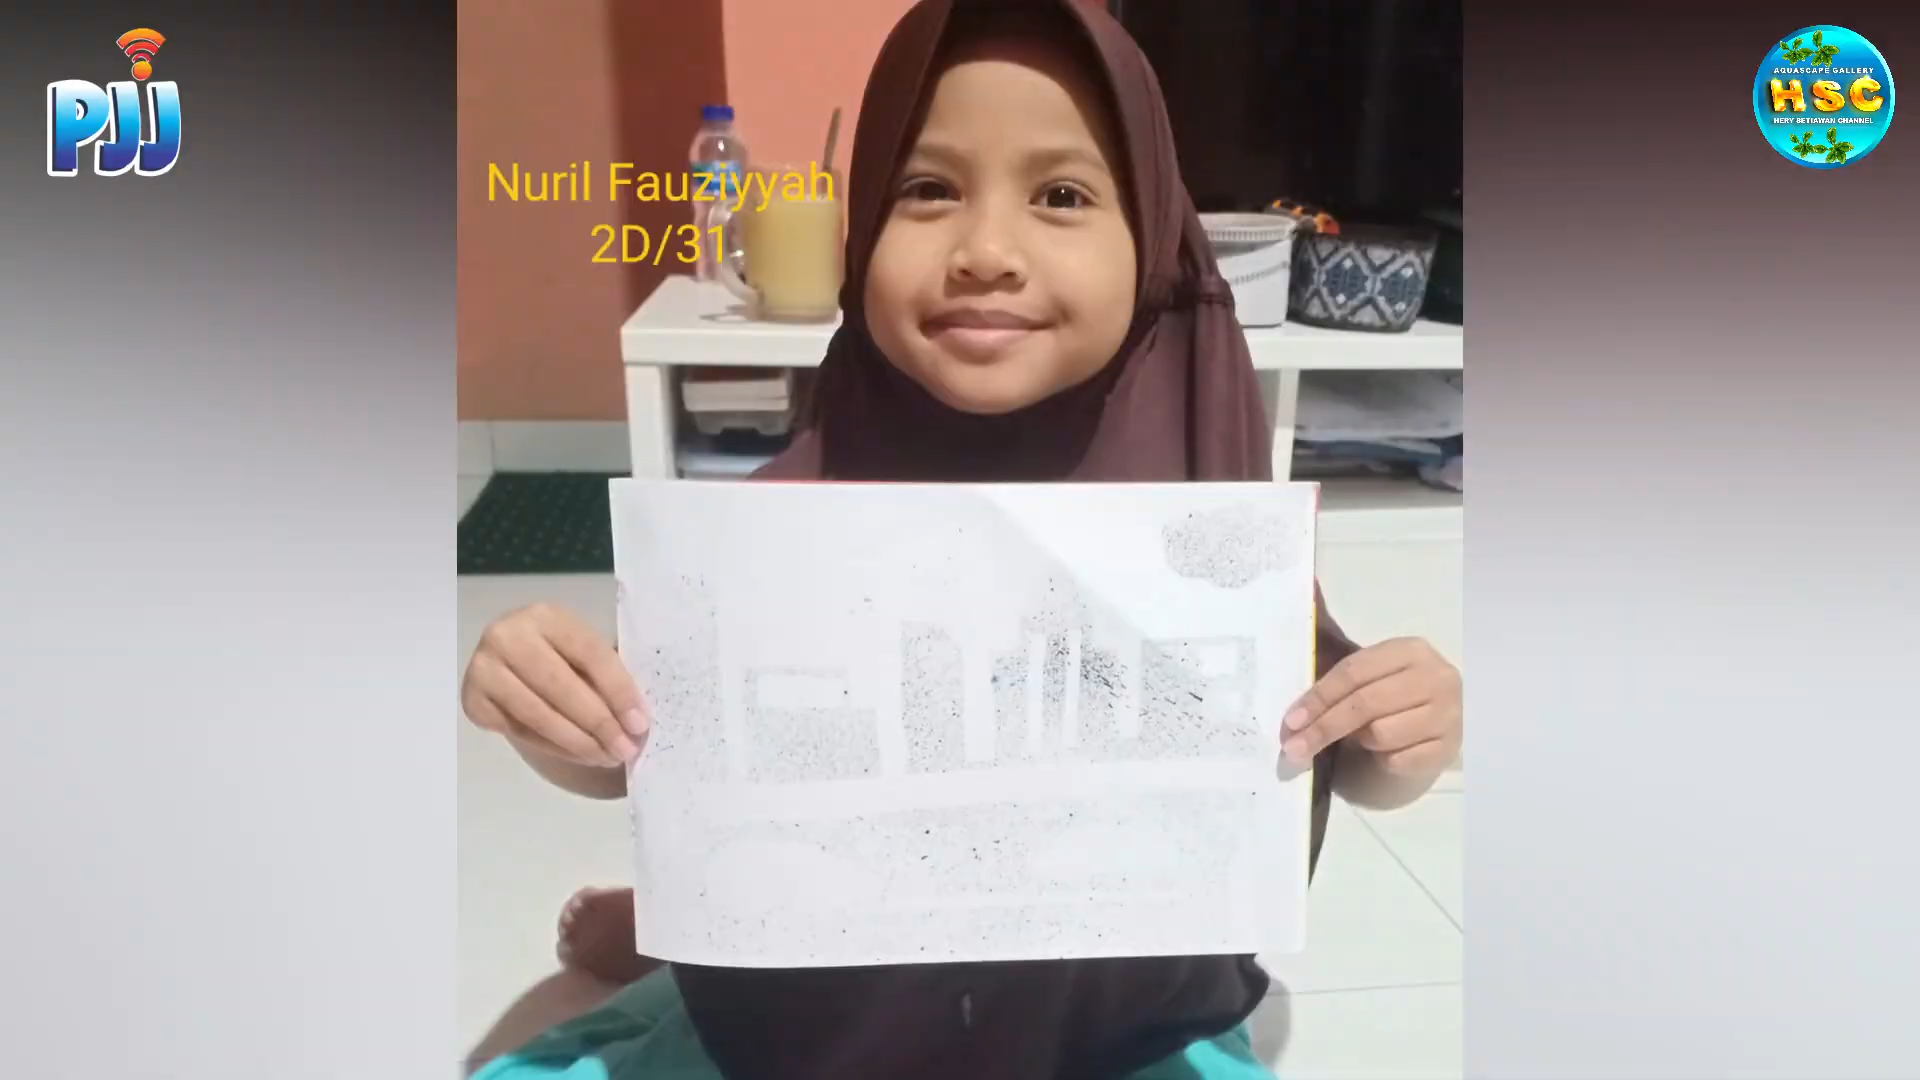 PJJ
Nuril Fauziyyah
2D/31
AQUASCAPE GALLERY
HSC
HERY SETIAWAN CHANNEL